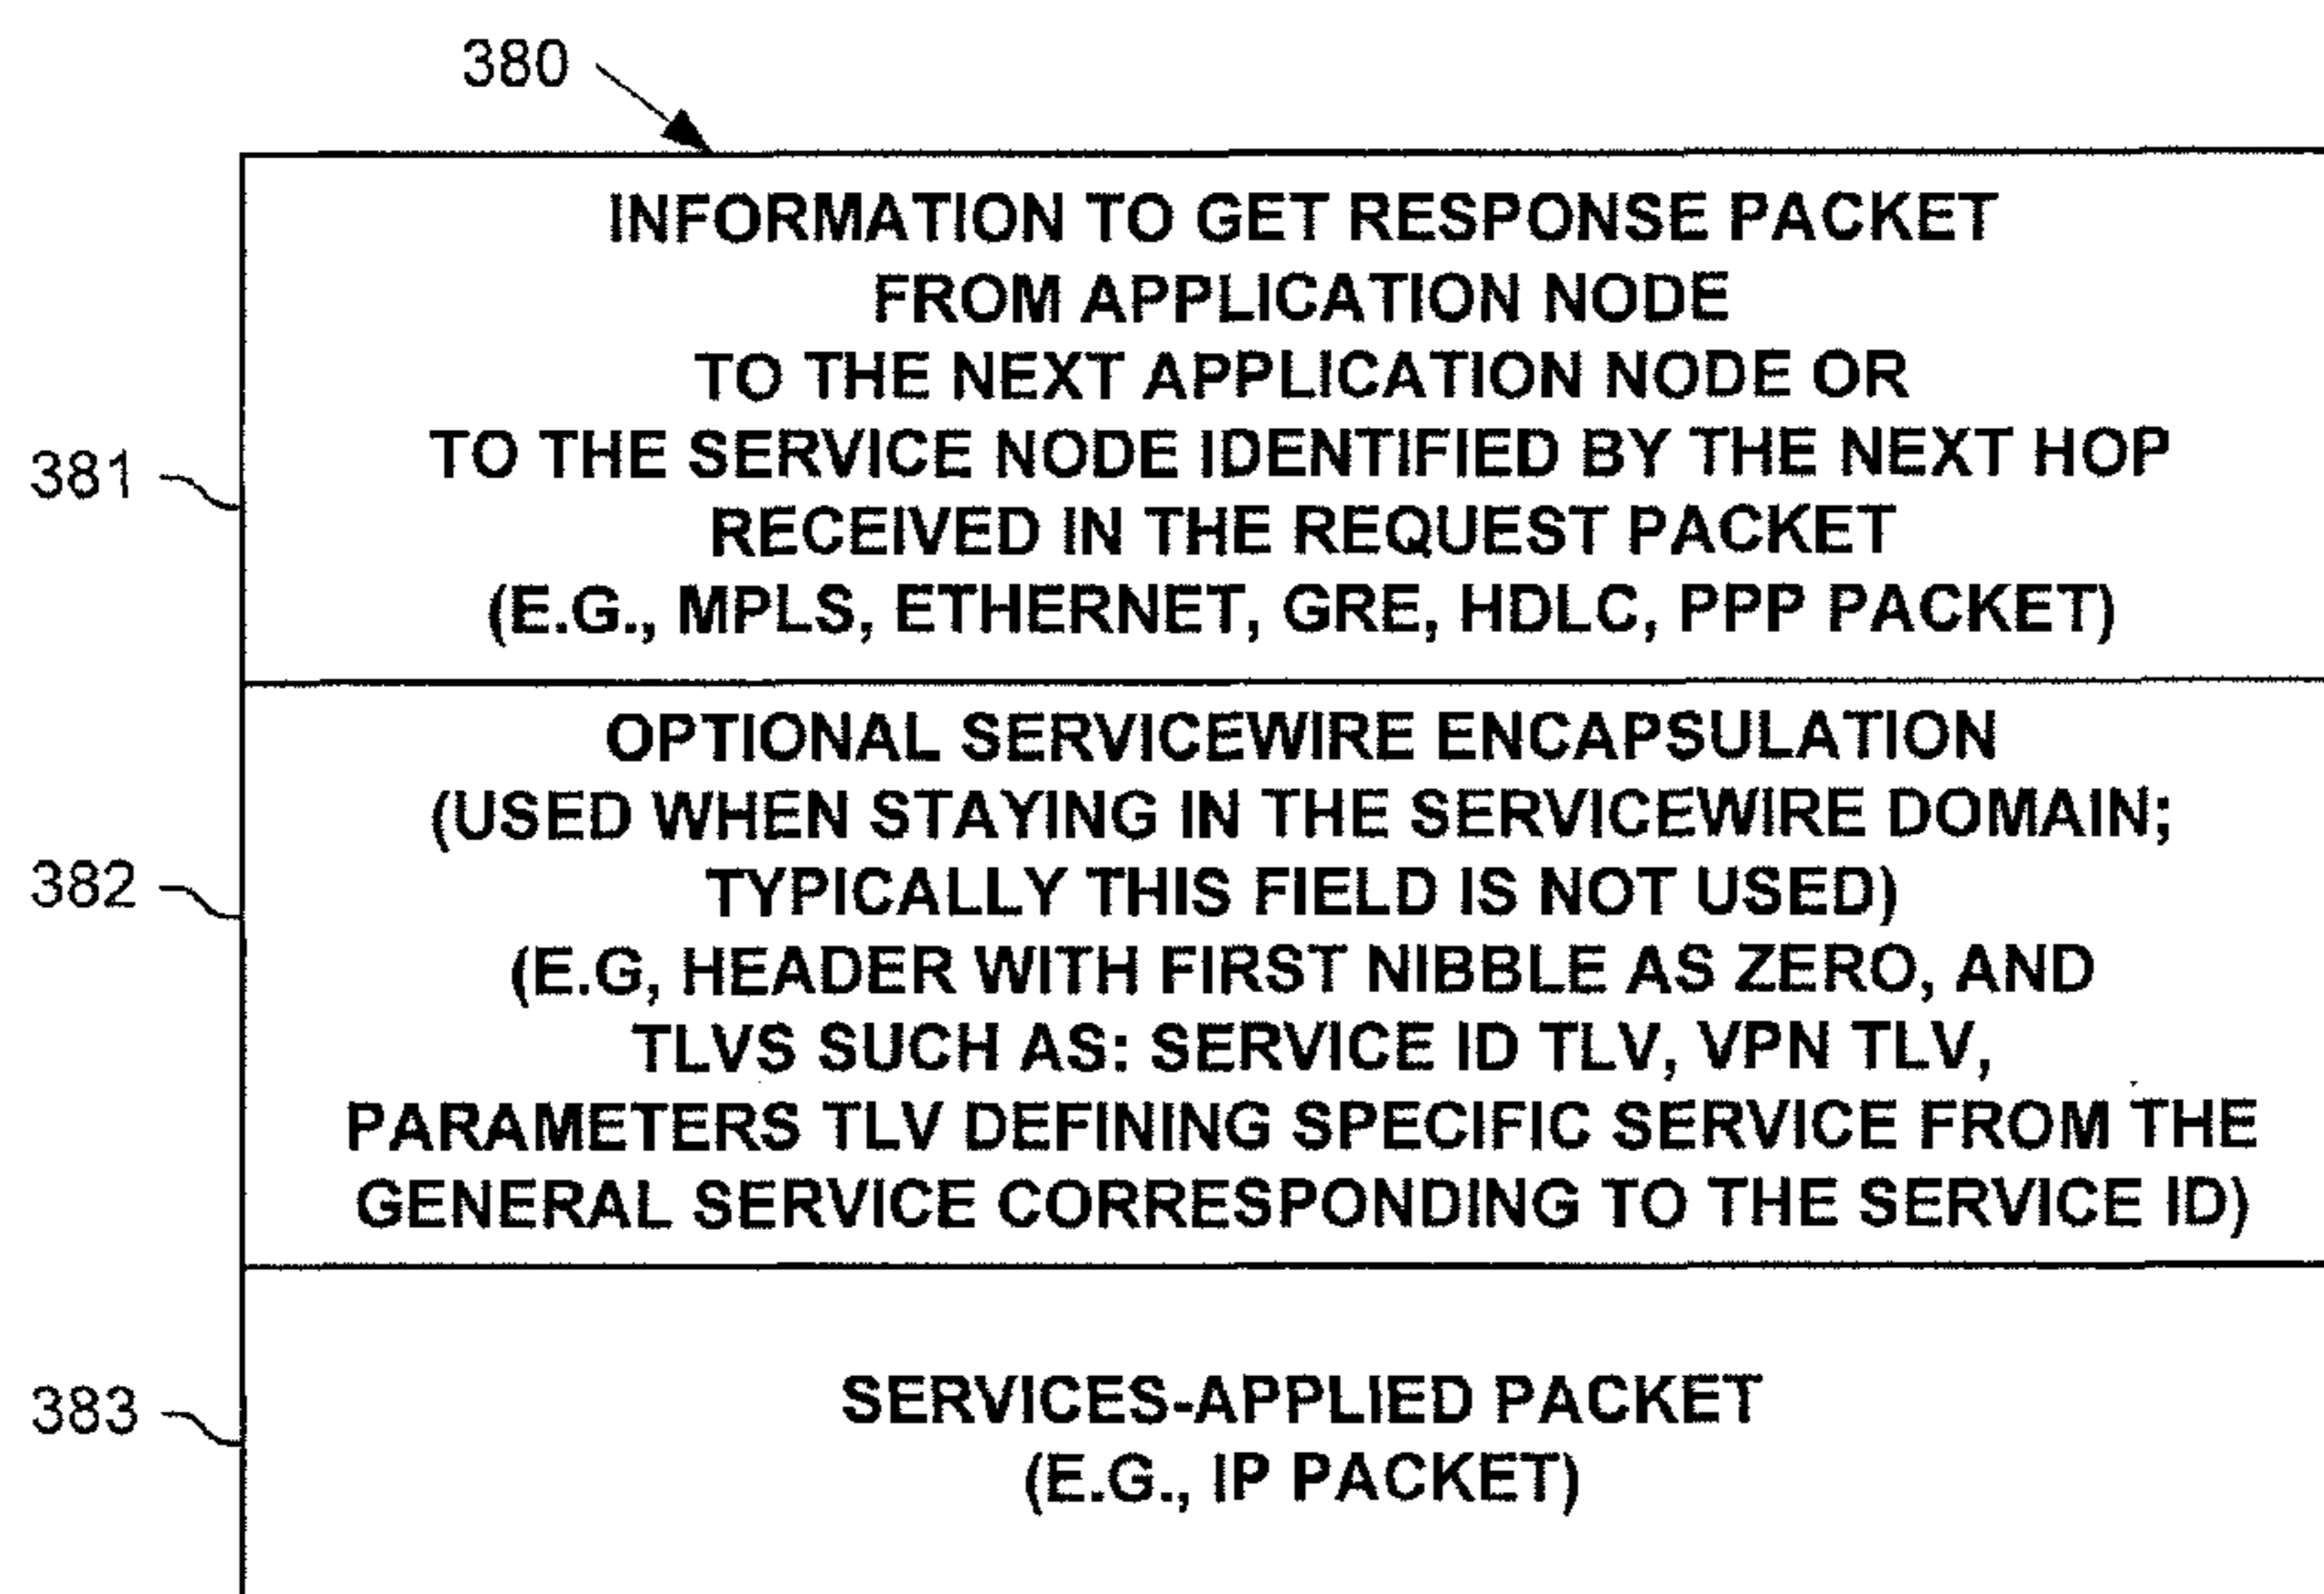 380
INFORMATION TO GET RESPONSE PACKET
FROM APPLICATION NODE
TO THE NEXT APPLICATION NODE OR
TO THE SERVICE NODE IDENTIFIED BY THE NEXT HOP
RECEIVED IN THE REQUEST PACKET
(E.G., MPLS, ETHERNET, GRE, HDLC, PPP PACKET)
381
OPTIONAL SERVICEWIRE ENCAPSULATION
(USED WHEN STAYING IN THE SERVICEWIRE DOMAIN;
TYPICALLY THIS FIELD IS NOT USED)
(E.G, HEADER WITH FIRST NIBBLE AS ZERO, AND
TLVS SUCH AS: SERVICE ID TLV, VPN TLV,
PARAMETERS TLV DEFINING SPECIFIC SERVICE FROM THE
GENERAL SERVICE CORRESPONDING TO THE SERVICE ID)
382
SERVICES-APPLIED PACKET
(E.G., IP PACKET)
383